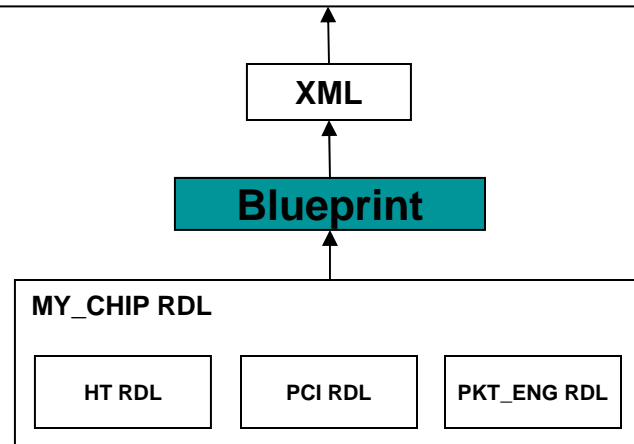 XML
Blueprint
MY_CHIP RDL
HT RDL
PCI RDL
PKT_ENG RDL